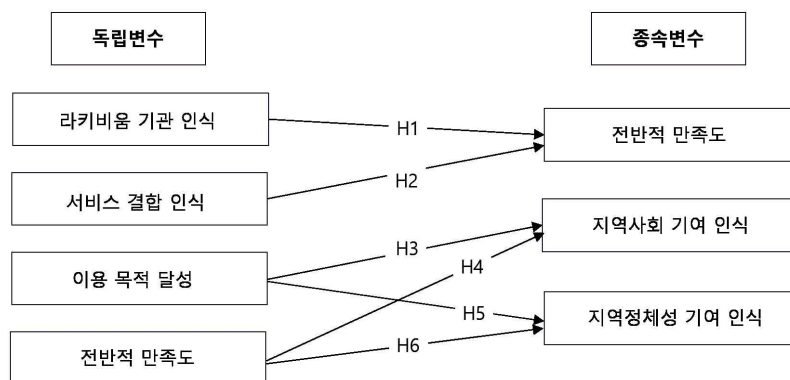 독립변수
종속변수
라키비움 기관 인식
H1
전반적 만족도
서비스 결합 인식
H2
지역사회 기여 인식
H3
H4
이용 목적 달성
H5
지역정체성 기여 인식
전반적 만족도
H6